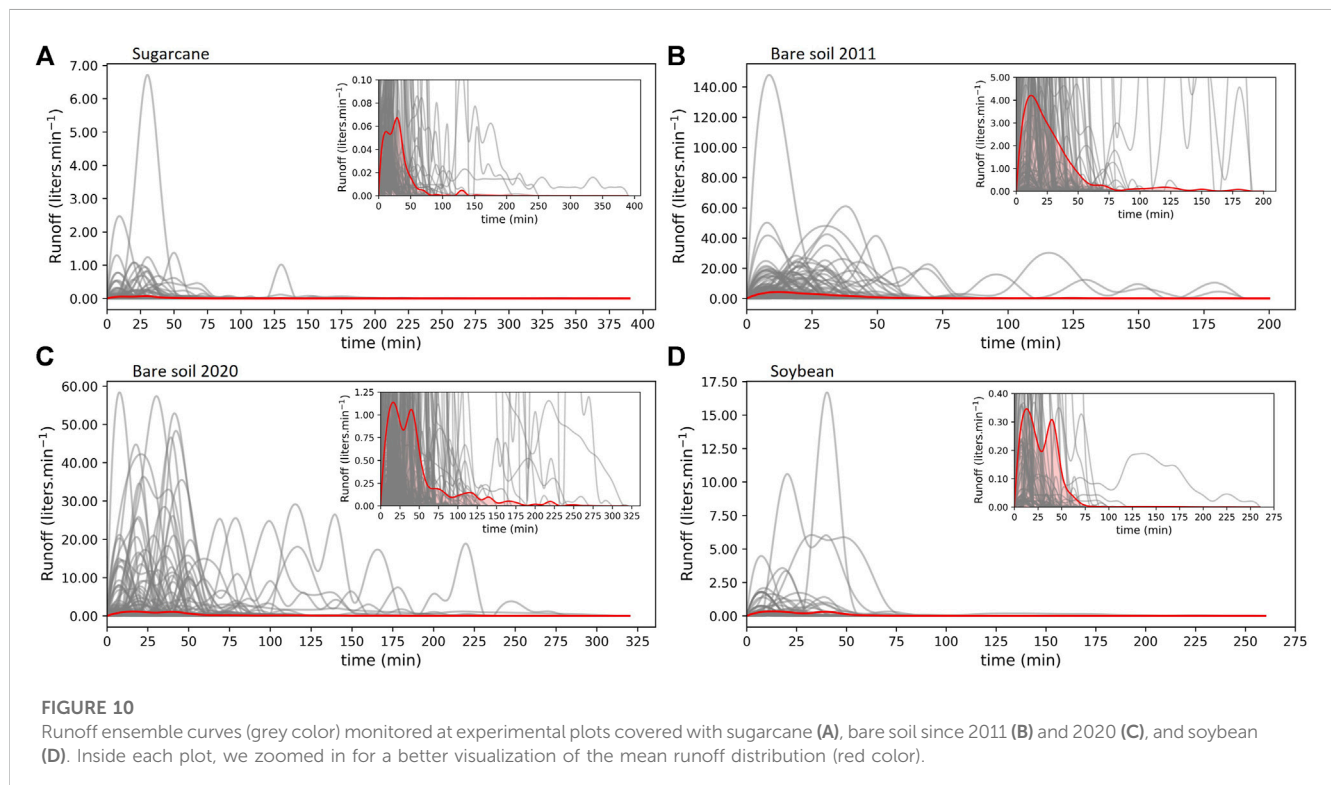 A
Sugarcane
7.00
6.00
5.00
4.00
3.00
2.00
1.00
0.00
Runoff (liters.min⁻¹)
0 25 50 75 100 125 150 175 200 225 250 275 300 325 350 375 400
time (min)
0.10
0.08
0.06
0.04
0.02
0.00
Runoff (liters.min⁻¹)
0 50 100 150 200 250 300 350 400
time (min)
B
Bare soil 2011
140.00
120.00
100.00
80.00
60.00
40.00
20.00
0.00
Runoff (liters.min⁻¹)
0 25 50 75 100 125 150 175 200
time (min)
5.00
4.00
3.00
2.00
1.00
0.00
Runoff (liters.min⁻¹)
0 25 50 75 100 125 150 175 200
time (min)
C
Bare soil 2020
60.00
50.00
40.00
30.00
20.00
10.00
0.00
Runoff (liters.min⁻¹)
0 25 50 75 100 125 150 175 200 225 250 275 300 325
time (min)
1.25
1.00
0.75
0.50
0.25
0.00
Runoff (liters.min⁻¹)
0 25 50 75 100 125 150 175 200 225 250 275 300 325
time (min)
D
Soybean
17.50
15.00
12.50
10.00
7.50
5.00
2.50
0.00
Runoff (liters.min⁻¹)
0 25 50 75 100 125 150 175 200 225 250 275
time (min)
0.40
0.30
0.20
0.10
0.00
Runoff (liters.min⁻¹)
0 25 50 75 100 125 150 175 200 225 250 275
time (min)
FIGURE 10
Runoff ensemble curves (grey color) monitored at experimental plots covered with sugarcane (A), bare soil since 2011 (B) and 2020 (C), and soybean
(D). Inside each plot, we zoomed in for a better visualization of the mean runoff distribution (red color).